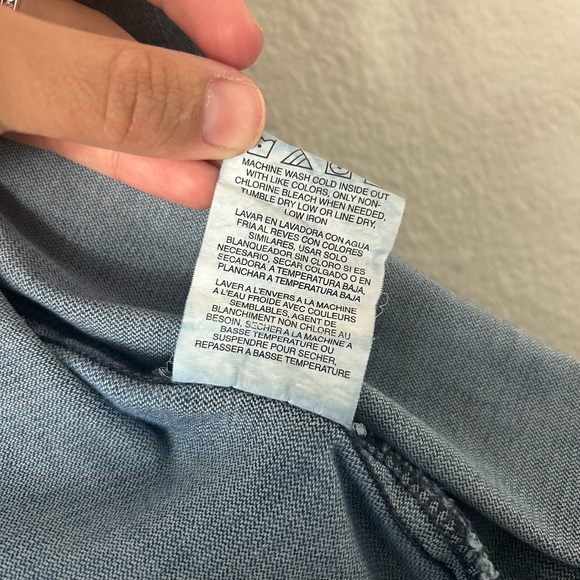 MACHINE WASH COLD INSIDE OUT
WITH LIKE COLORS, ONLY NON-
CHLORINE BLEACH WHEN NEEDED,
TUMBLE DRY LOW OR LINE DRY,
LOW IRON
LAVAR EN LAVADORA CON AGUA
FRIA AL REVES CON COLORES
SIMILARES. USAR SOLO
BLANQUEADOR SIN CLORO SI ES
NECESARIO, SECAR COLGADO O EN
SECADORA A TEMPERATURA BAJA,
PLANCHAR A TEMPERATURA BAJA
LAVER A L'ENVERS A LA MACHINE
A L'EAU FROIDE AVEC COULEURS
SEMBLABLES, AGENT DE
BLANCHIMENT NON CHLORE AU
BESOIN, SECHER A LA MACHINE A
BASSE TEMPERATURE OU
SUSPENDRE POUR SECHER,
REPASSER A BASSE TEMPERATURE